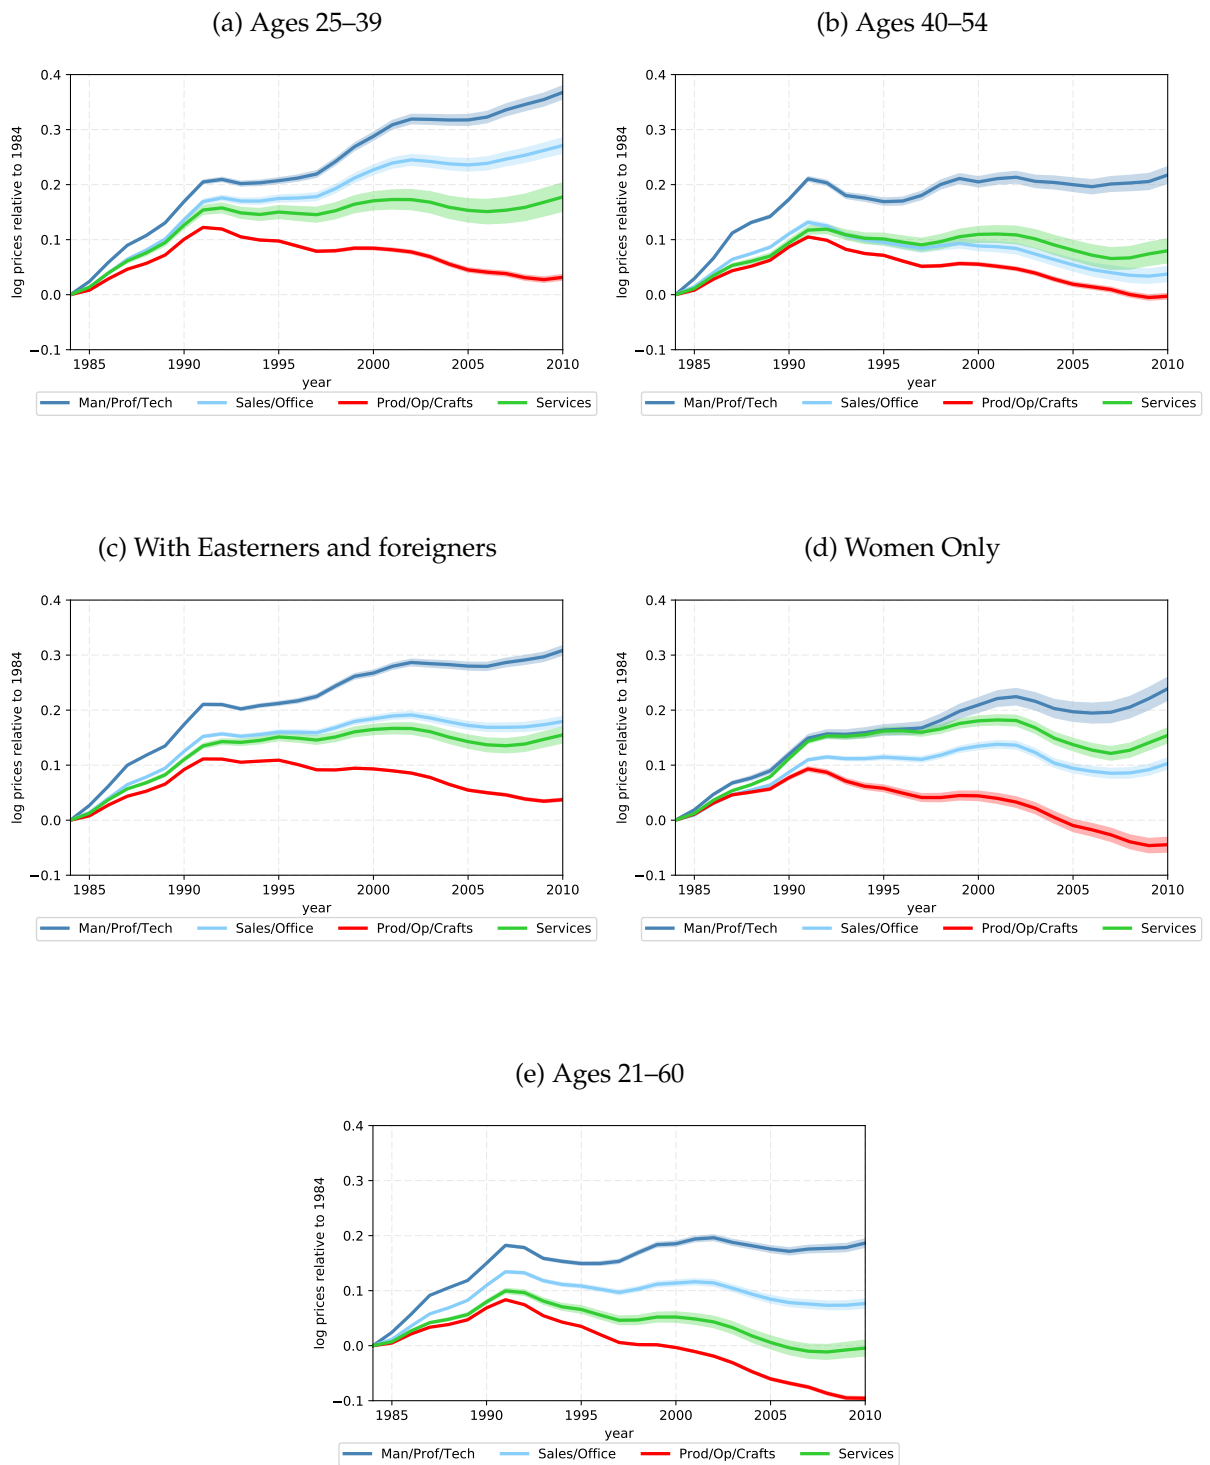 (a) Ages 25–39
0.4
0.3
0.2
0.1
0.0
−0.1
log prices relative to 1984
1985 1990 1995 2000 2005 2010
year
Man/Prof/Tech Sales/Office Prod/Op/Crafts Services
(b) Ages 40–54
0.4
0.3
0.2
0.1
0.0
−0.1
log prices relative to 1984
1985 1990 1995 2000 2005 2010
year
Man/Prof/Tech Sales/Office Prod/Op/Crafts Services
(c) With Easterners and foreigners
0.4
0.3
0.2
0.1
0.0
−0.1
log prices relative to 1984
1985 1990 1995 2000 2005 2010
year
Man/Prof/Tech Sales/Office Prod/Op/Crafts Services
(d) Women Only
0.4
0.3
0.2
0.1
0.0
−0.1
log prices relative to 1984
1985 1990 1995 2000 2005 2010
year
Man/Prof/Tech Sales/Office Prod/Op/Crafts Services
(e) Ages 21–60
0.4
0.3
0.2
0.1
0.0
−0.1
log prices relative to 1984
1985 1990 1995 2000 2005 2010
year
Man/Prof/Tech Sales/Office Prod/Op/Crafts Services